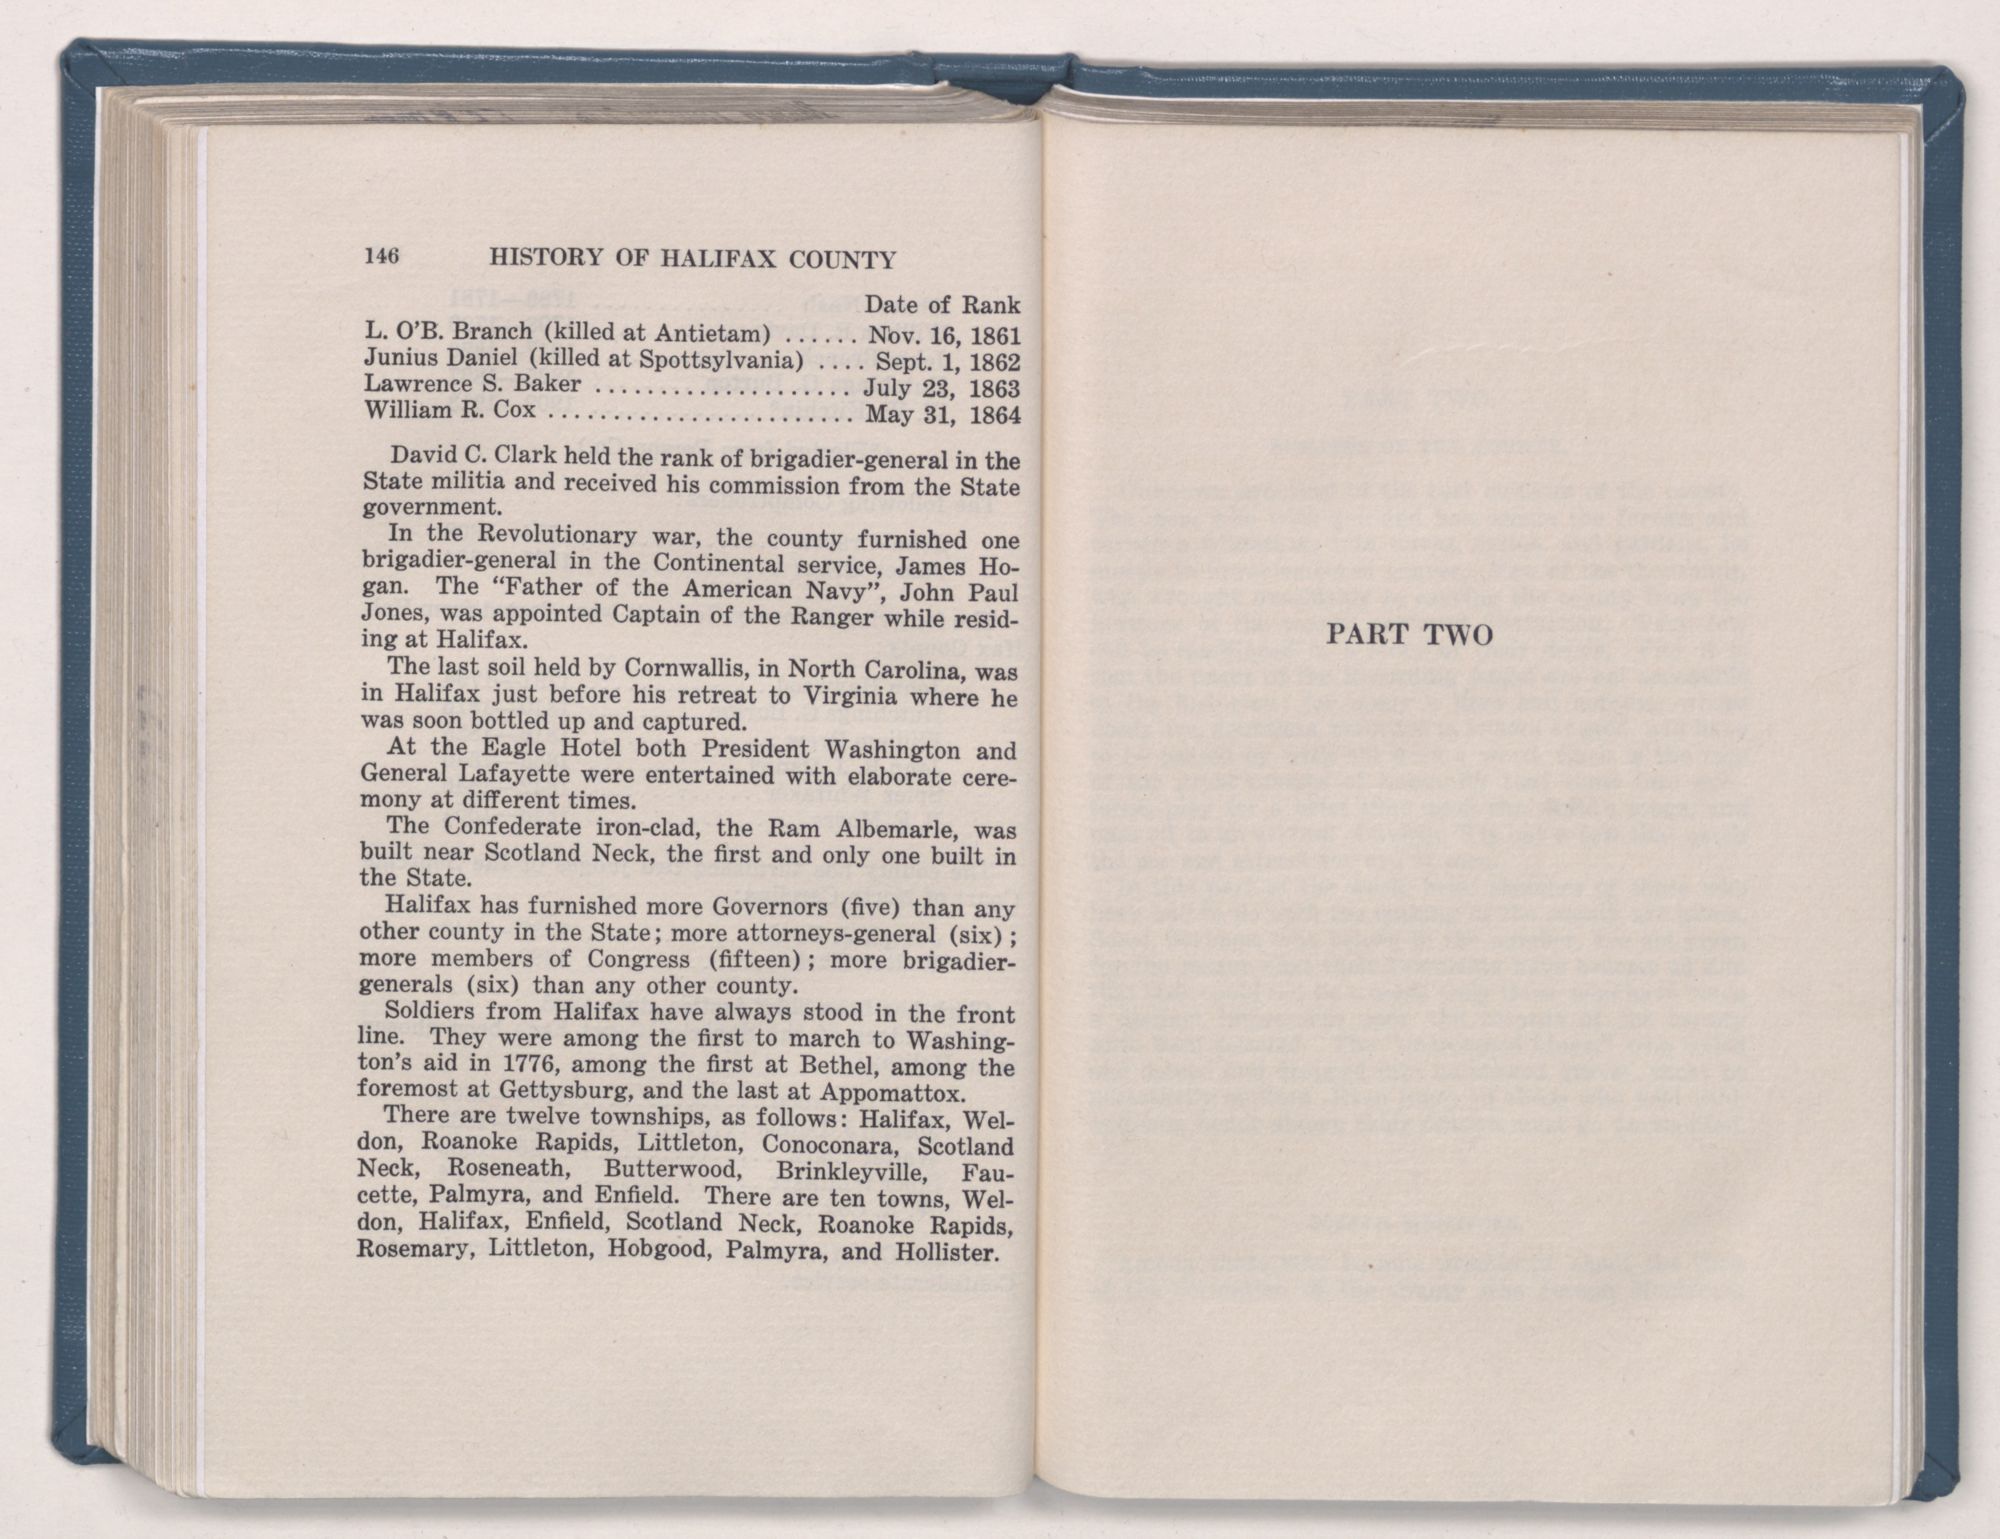 146 HISTORY OF HALIFAX COUNTY
Date of Rank
L. O'B. Branch (killed at Antietam) ...... Nov. 16, 1861
Junius Daniel (killed at Spottsylvania) .... Sept. 1, 1862
Lawrence S. Baker .................... July 23, 1863
William R. Cox ........................ May 31, 1864
David C. Clark held the rank of brigadier-general in the
State militia and received his commission from the State
government.
In the Revolutionary war, the county furnished one
brigadier-general in the Continental service, James Ho-
gan. The "Father of the American Navy", John Paul
Jones, was appointed Captain of the Ranger while resid-
ing at Halifax.
The last soil held by Cornwallis, in North Carolina, was
in Halifax just before his retreat to Virginia where he
was soon bottled up and captured.
At the Eagle Hotel both President Washington and
General Lafayette were entertained with elaborate cere-
mony at different times.
The Confederate iron-clad, the Ram Albemarle, was
built near Scotland Neck, the first and only one built in
the State.
Halifax has furnished more Governors (five) than any
other county in the State; more attorneys-general (six);
more members of Congress (fifteen); more brigadier-
generals (six) than any other county.
Soldiers from Halifax have always stood in the front
line. They were among the first to march to Washing-
ton's aid in 1776, among the first at Bethel, among the
foremost at Gettysburg, and the last at Appomattox.
There are twelve townships, as follows: Halifax, Wel-
don, Roanoke Rapids, Littleton, Conoconara, Scotland
Neck, Roseneath, Butterwood, Brinkleyville, Fau-
cette, Palmyra, and Enfield. There are ten towns, Wel-
don, Halifax, Enfield, Scotland Neck, Roanoke Rapids,
Rosemary, Littleton, Hobgood, Palmyra, and Hollister.
PART TWO